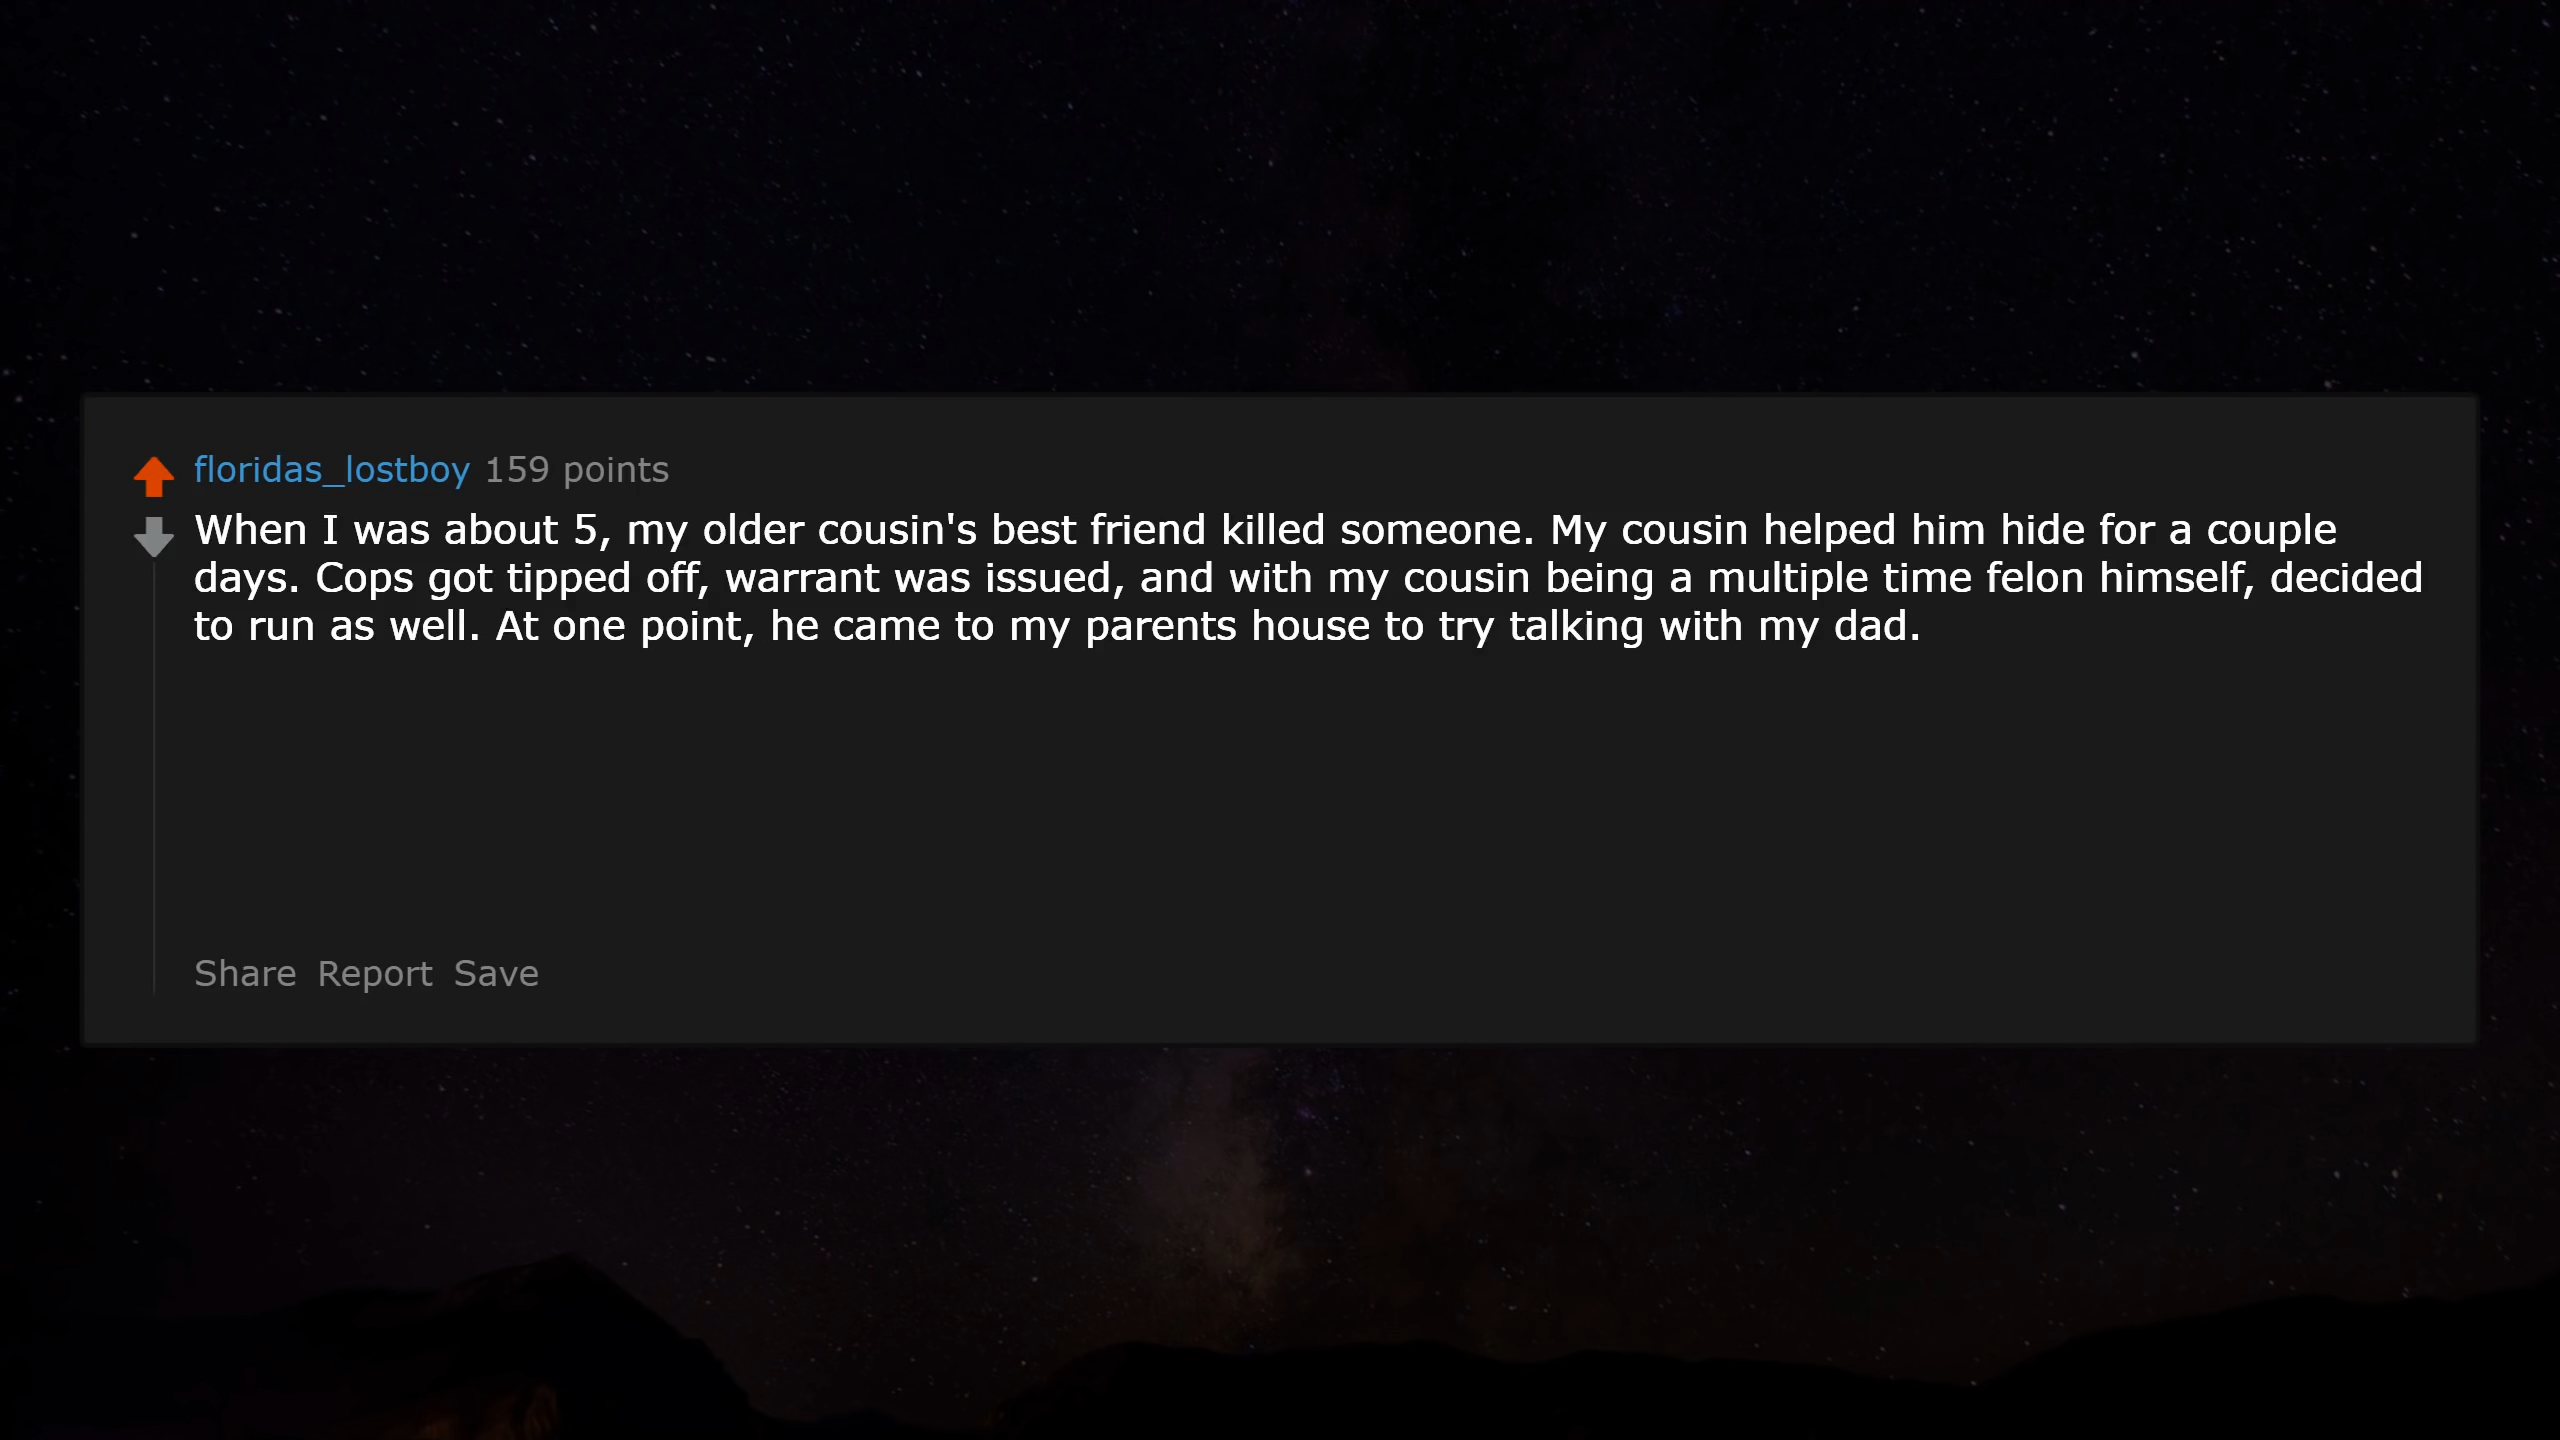 floridas_lostboy 159 points
When I was about 5, my older cousin's best friend killed someone. My cousin helped him hide for a couple
days. Cops got tipped off, warrant was issued, and with my cousin being a multiple time felon himself, decided
to run as well. At one point, he came to my parents house to try talking with my dad.
Share Report Save